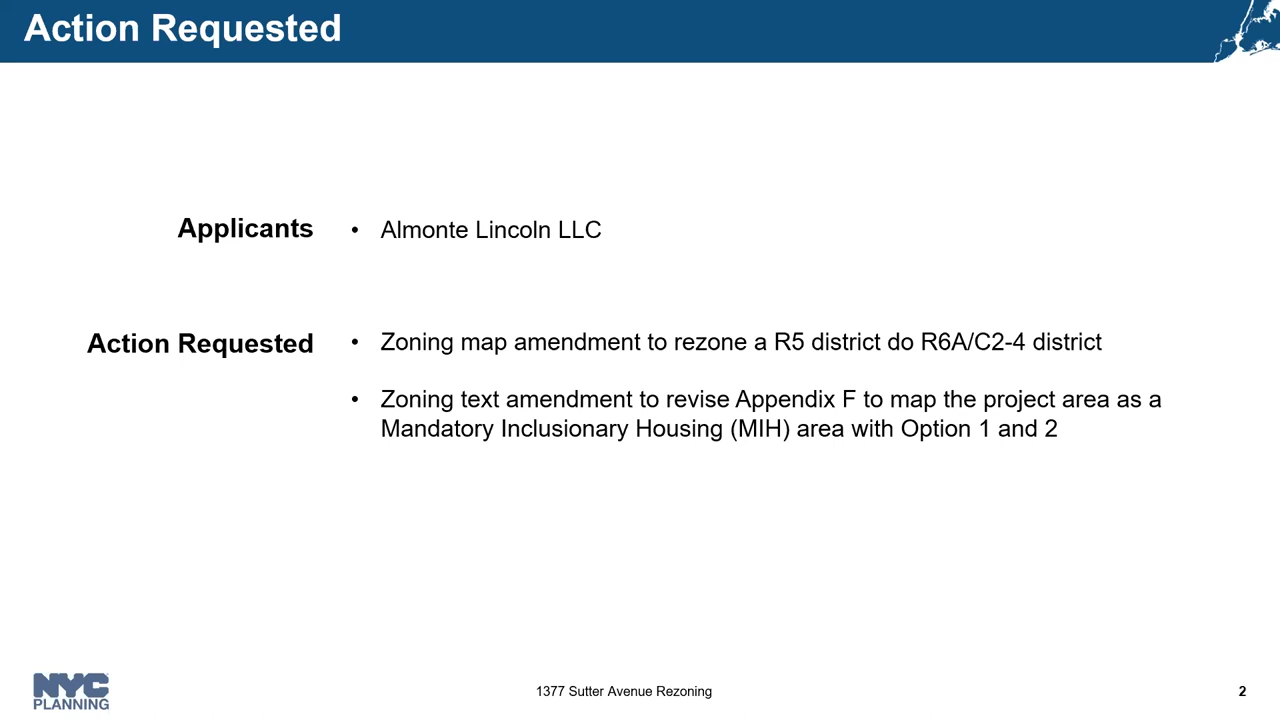 Action Requested
Applicants
• Almonte Lincoln LLC
Action Requested
• Zoning map amendment to rezone a R5 district do R6A/C2-4 district
• Zoning text amendment to revise Appendix F to map the project area as a
Mandatory Inclusionary Housing (MIH) area with Option 1 and 2
NYC
PLANNING
1377 Sutter Avenue Rezoning
2